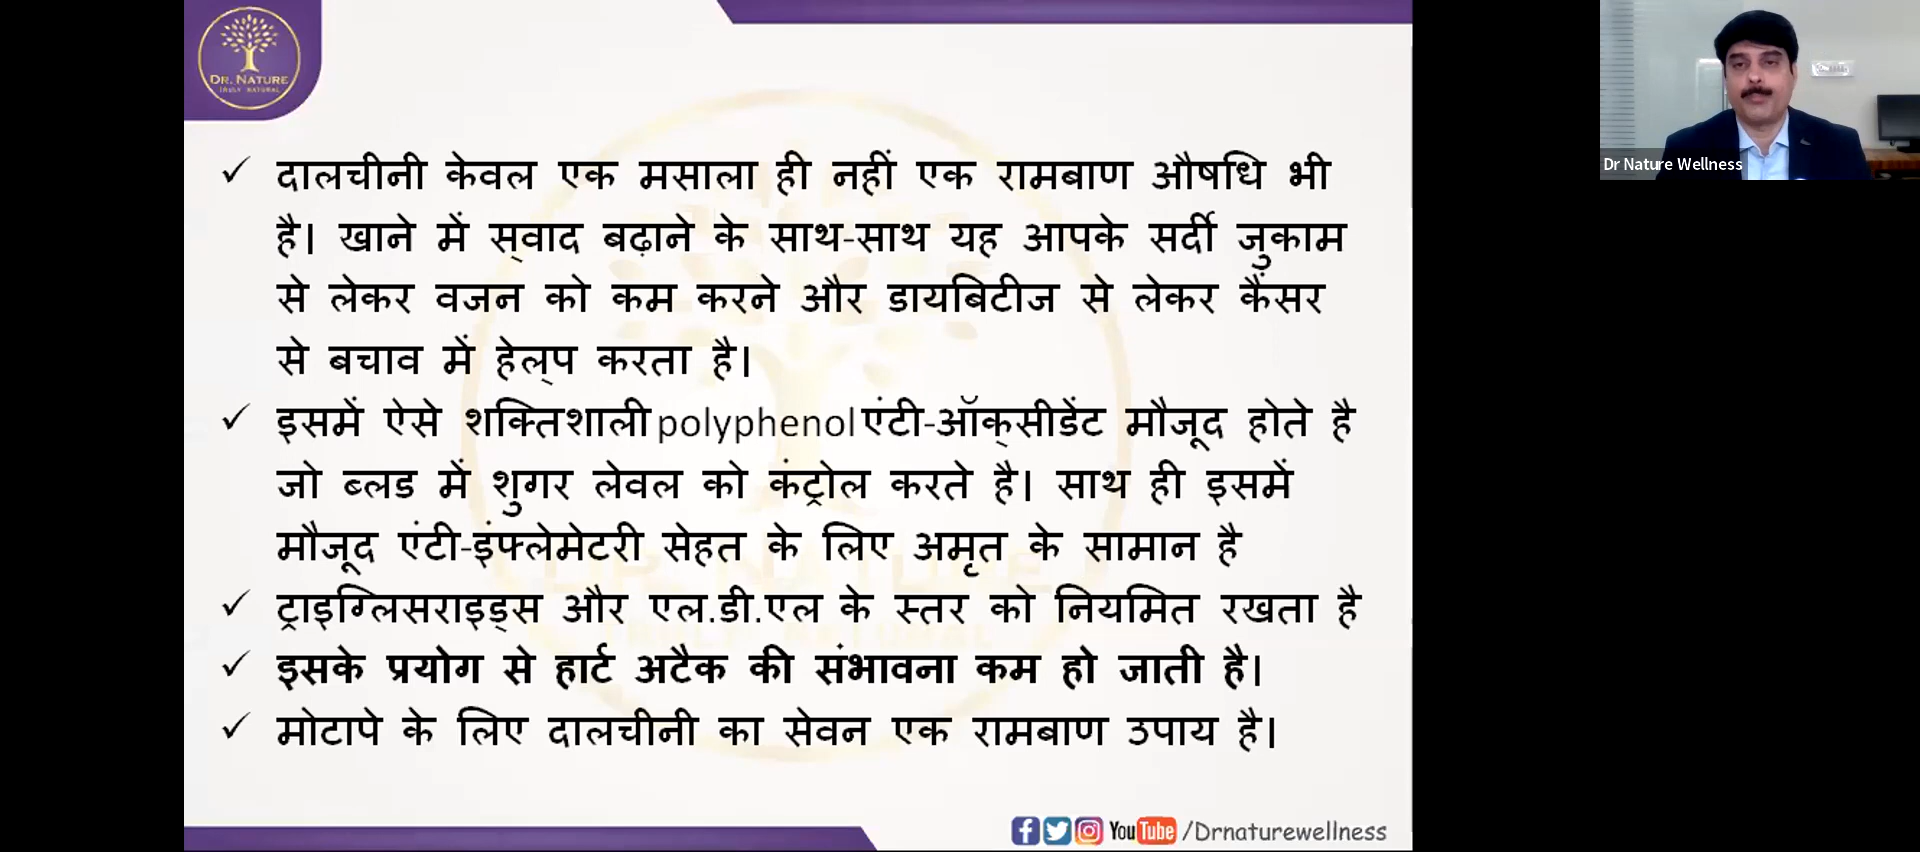 DR. NATURE
TRULY NATURAL
दालचीनी केवल एक मसाला ही नहीं एक रामबाण औषधि भी
है। खाने में स्‌वाद बढ़ाने के साथ-साथ यह आपके सर्दी जुकाम
से लेकर वजन को कम करने और डायबिटीज से लेकर कैंसर
से बचाव में हेल्‌प करता है।
इसमें ऐसे शक्तिशाली polyphenol एंटी-ऑक्‌सीडेंट मौजूद होते है
जो ब्लड में शुगर लेवल को कंट्रोल करते है। साथ ही इसमें
मौजूद एंटी-इंफ्लेमेटरी सेहत के लिए अमृत के सामान है
ट्राइग्लिसराइड्स और एल.डी.एल के स्तर को नियमित रखता है
इसके प्रयोग से हार्ट अटैक की संभावना कम हो जाती है।
मोटापे के लिए दालचीनी का सेवन एक रामबाण उपाय है।
YouTube /Drnaturewellness
Dr Nature Wellness